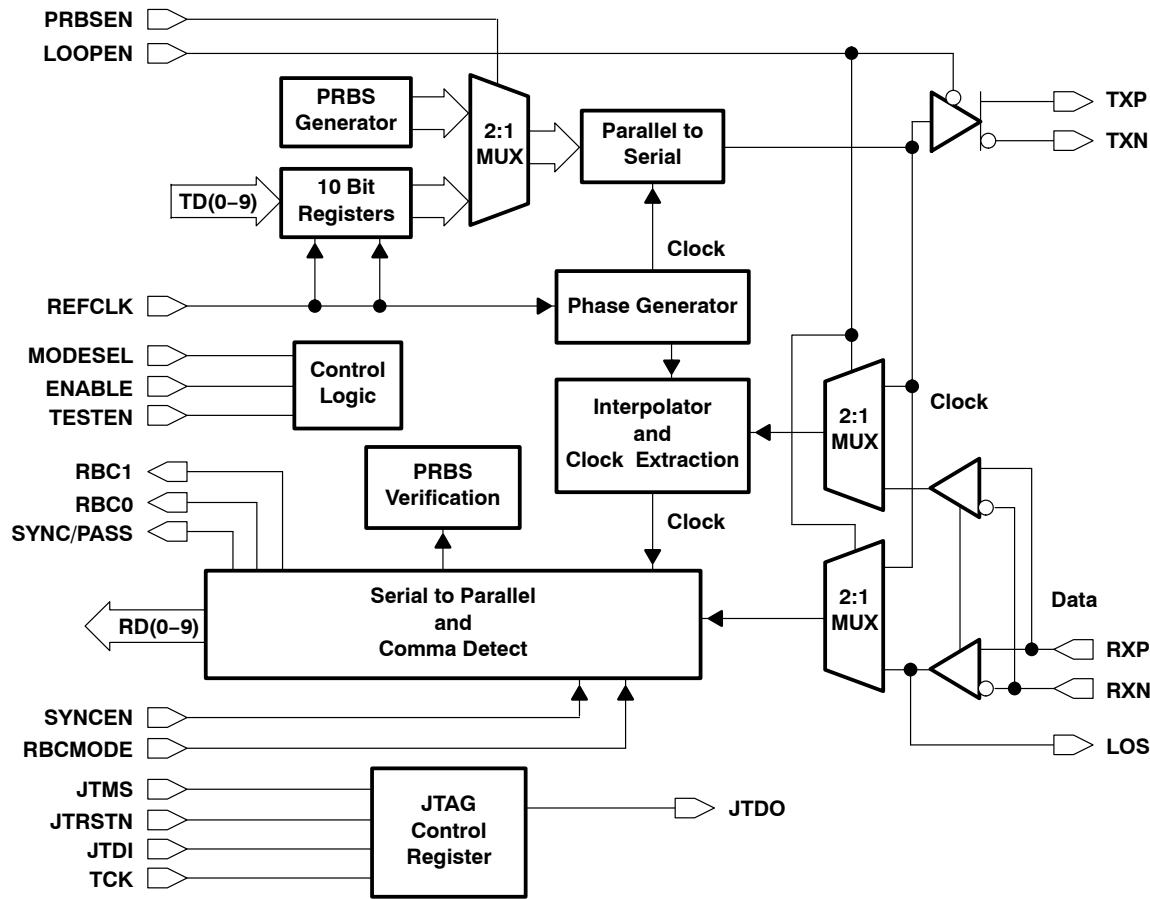 PRBSEN
LOOPEN
PRBS
Generator
2:1
MUX
Parallel to
Serial
TXP
TXN
TD(0–9)
10 Bit
Registers
Clock
REFCLK
Phase Generator
MODESEL
ENABLE
TESTEN
Control
Logic
Interpolator
and
Clock Extraction
2:1
MUX
Clock
RBC1
RBC0
SYNC/PASS
PRBS
Verification
Clock
RD(0–9)
Serial to Parallel
and
Comma Detect
2:1
MUX
Data
RXP
RXN
LOS
SYNCEN
RBCMODE
JTMS
JTRSTN
JTDI
TCK
JTAG
Control
Register
JTDO